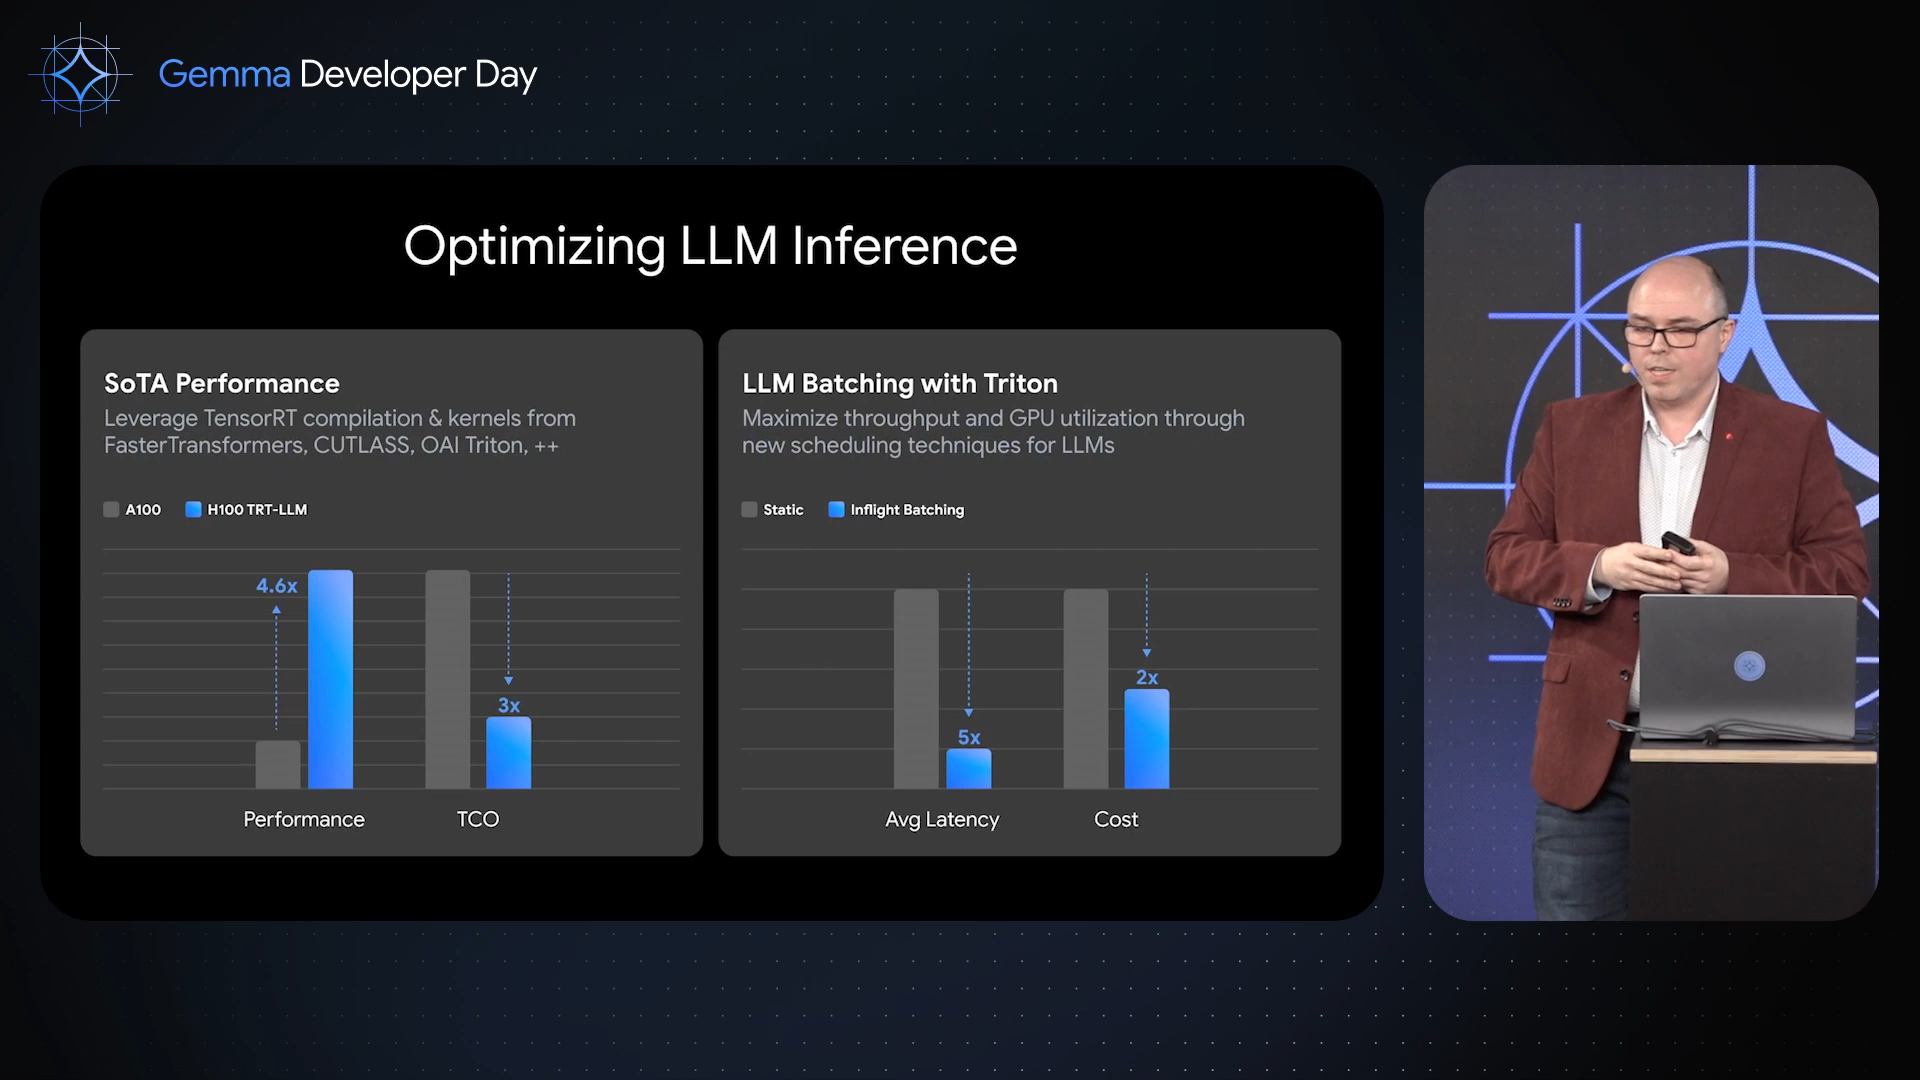 Gemma Developer Day
Optimizing LLM Inference
SoTA Performance
Leverage TensorRT compilation & kernels from
FasterTransformers, CUTLASS, OAI Triton, ++
A100
H100 TRT-LLM
4.6x
3x
Performance
TCO
LLM Batching with Triton
Maximize throughput and GPU utilization through
new scheduling techniques for LLMs
Static
Inflight Batching
5x
2x
Avg Latency
Cost